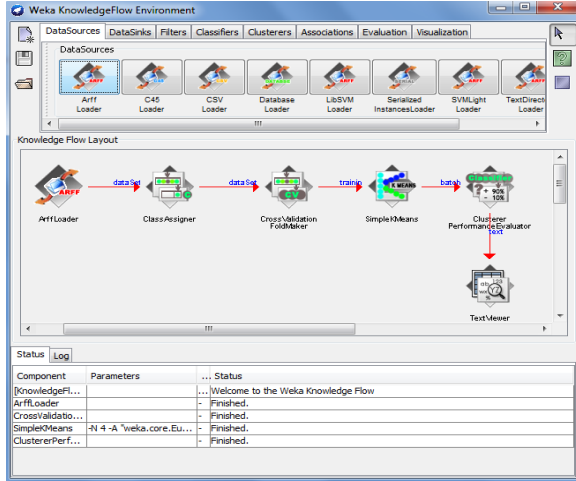 Weka KnowledgeFlow Environment
DataSources DataSinks Filters Classifiers Clusterers Associations Evaluation Visualization
DataSources
Arff Loader
C45 Loader
CSV Loader
Database Loader
LibSVM Loader
Serialized InstancesLoader
SVMLight Loader
TextDirect Loader
Knowledge Flow Layout
dataSet dataSet trainin batch
ArffLoader ClassAssigner CrossValidation FoldMaker SimpleKMeans Clusterer PerformanceEvaluator
text
TextViewer
Status Log
Component Parameters ... Status
[KnowledgeFl... ... Welcome to the Weka Knowledge Flow
ArffLoader - Finished.
CrossValidatio... - Finished.
SimpleKMeans -N 4 -A "weka.core.Eu... - Finished.
ClustererPerf... - Finished.